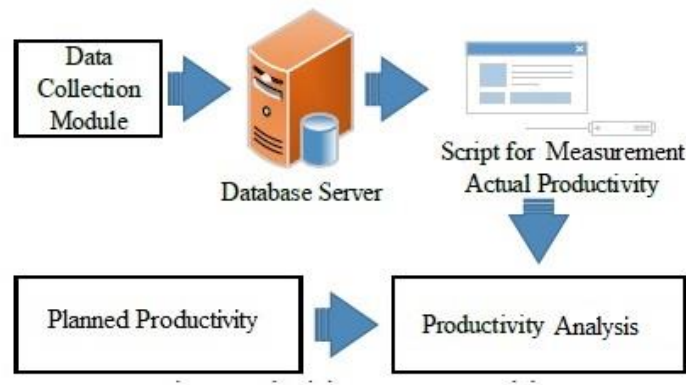 Data
Collection
Module
Database Server
Script for Measurement
Actual Productivity
Planned Productivity
Productivity Analysis